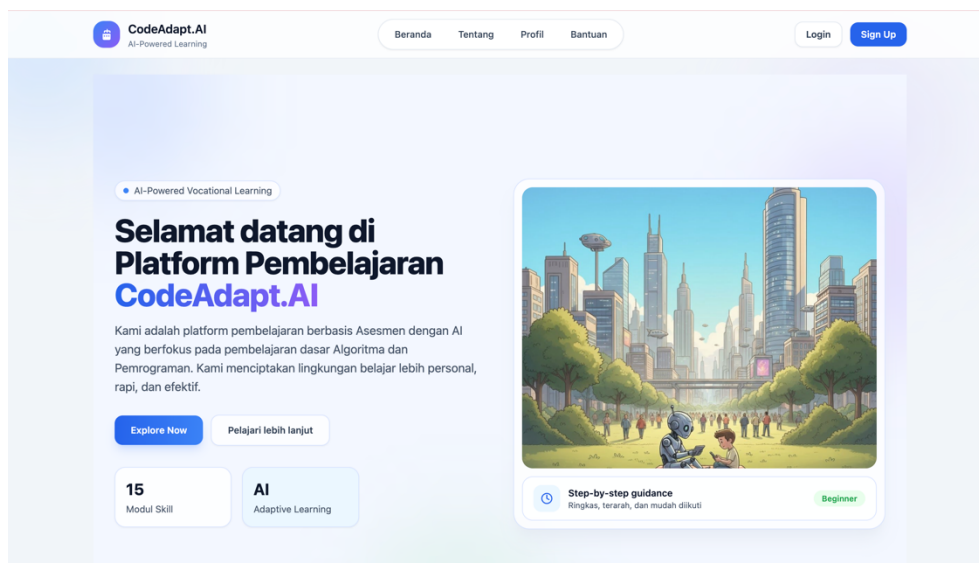 CodeAdapt.AI
AI-Powered Learning
Beranda
Tentang
Profil
Bantuan
Login
Sign Up
AI-Powered Vocational Learning
Selamat datang di
Platform Pembelajaran
CodeAdapt.AI
Kami adalah platform pembelajaran berbasis Asesmen dengan AI
yang berfokus pada pembelajaran dasar Algoritma dan
Pemrograman. Kami menciptakan lingkungan belajar lebih personal,
rapi, dan efektif.
Explore Now
Pelajari lebih lanjut
15
Modul Skill
AI
Adaptive Learning
Step-by-step guidance
Ringkas, terarah, dan mudah diikuti
Beginner